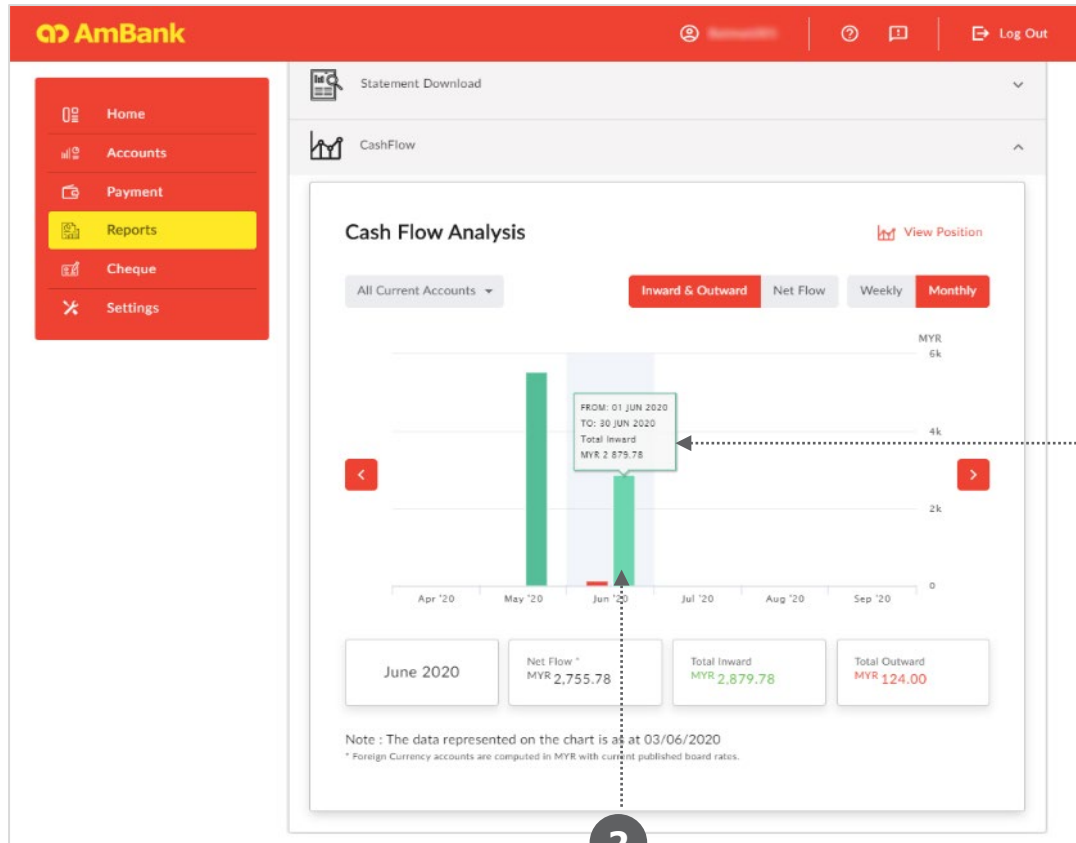 AmBank
Log Out
Statement Download
Home
CashFlow
Accounts
Payment
Reports
Cheque
Settings
Cash Flow Analysis
View Position
All Current Accounts
Inward & Outward
Net Flow
Weekly
Monthly
MYR
6k
4k
2k
0
FROM: 01 JUN 2020
TO: 30 JUN 2020
Total Inward
MYR 2 879.78
Apr '20
May '20
Jun '20
Jul '20
Aug '20
Sep '20
June 2020
Net Flow *
MYR 2,755.78
Total Inward
MYR 2,879.78
Total Outward
MYR 124.00
Note : The data represented on the chart is as at 03/06/2020
* Foreign Currency accounts are computed in MYR with current published board rates.